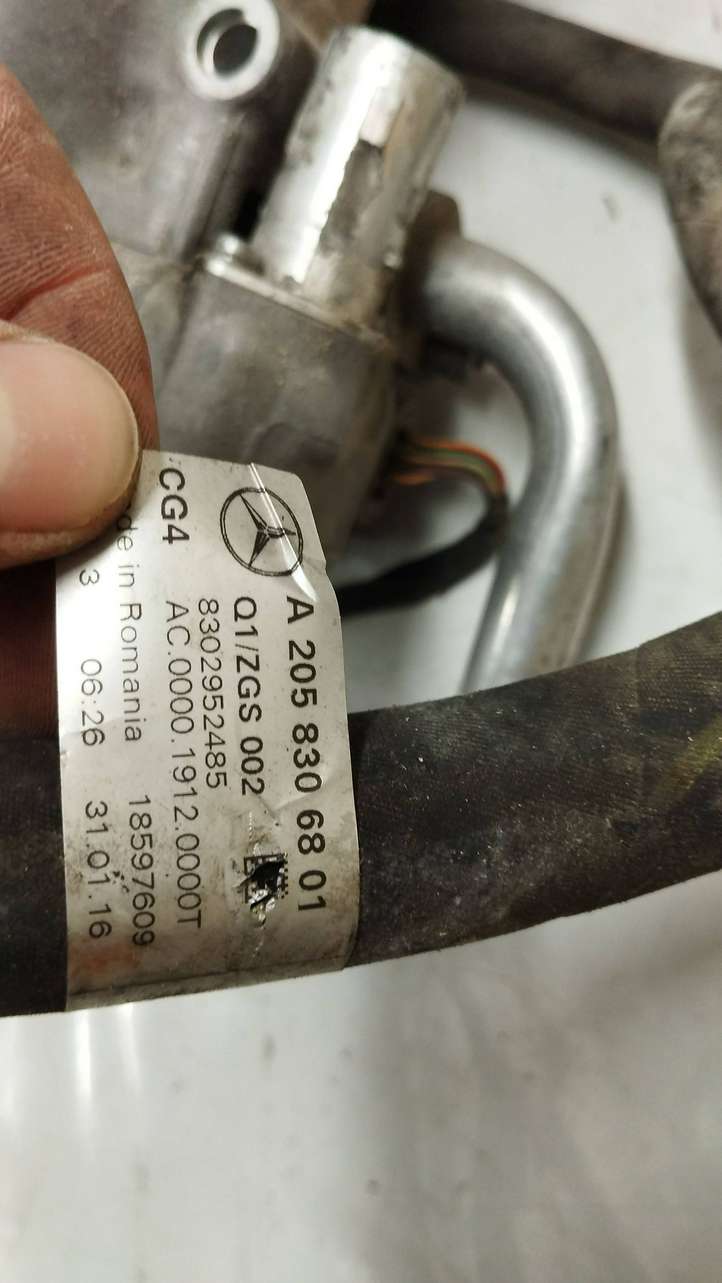 A 205 830 68 01
Q1/ZGS 002
8302952485
AC.0000.1912.0000T
CG4
de in Romania 18597609
3 06:26 31.01.16